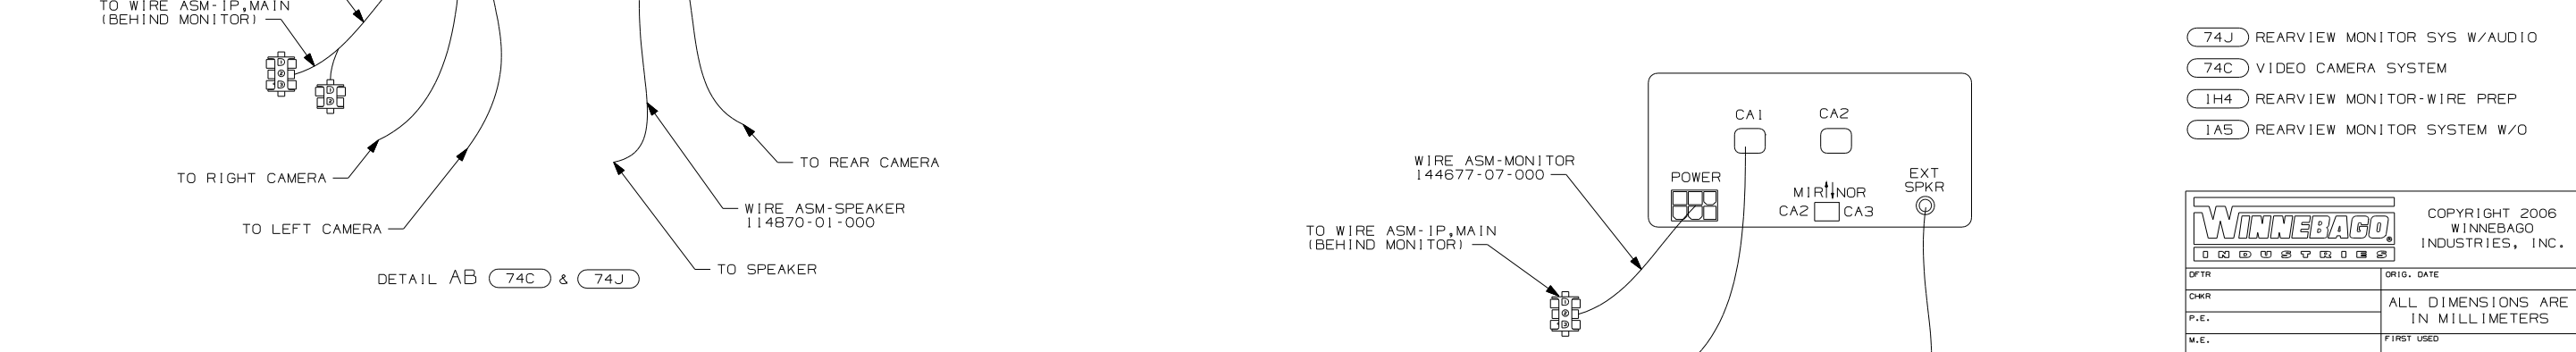 TO WIRE ASM-IP,MAIN
(BEHIND MONITOR)
TO RIGHT CAMERA
TO LEFT CAMERA
TO REAR CAMERA
WIRE ASM-SPEAKER
114870-01-000
TO SPEAKER
DETAIL AB 74C & 74J
CA1
CA2
WIRE ASM-MONITOR
144677-07-000
POWER
MIR NOR
CA2 CA3
EXT
SPKR
TO WIRE ASM-IP,MAIN
(BEHIND MONITOR)
74J REARVIEW MONITOR SYS W/AUDIO
74C VIDEO CAMERA SYSTEM
1H4 REARVIEW MONITOR-WIRE PREP
1A5 REARVIEW MONITOR SYSTEM W/O
WINNEBAGO®
INDUSTRIES
COPYRIGHT 2006
WINNEBAGO
INDUSTRIES, INC.
DFTR
ORIG. DATE
CHKR
ALL DIMENSIONS ARE
IN MILLIMETERS
P.E.
M.E.
FIRST USED